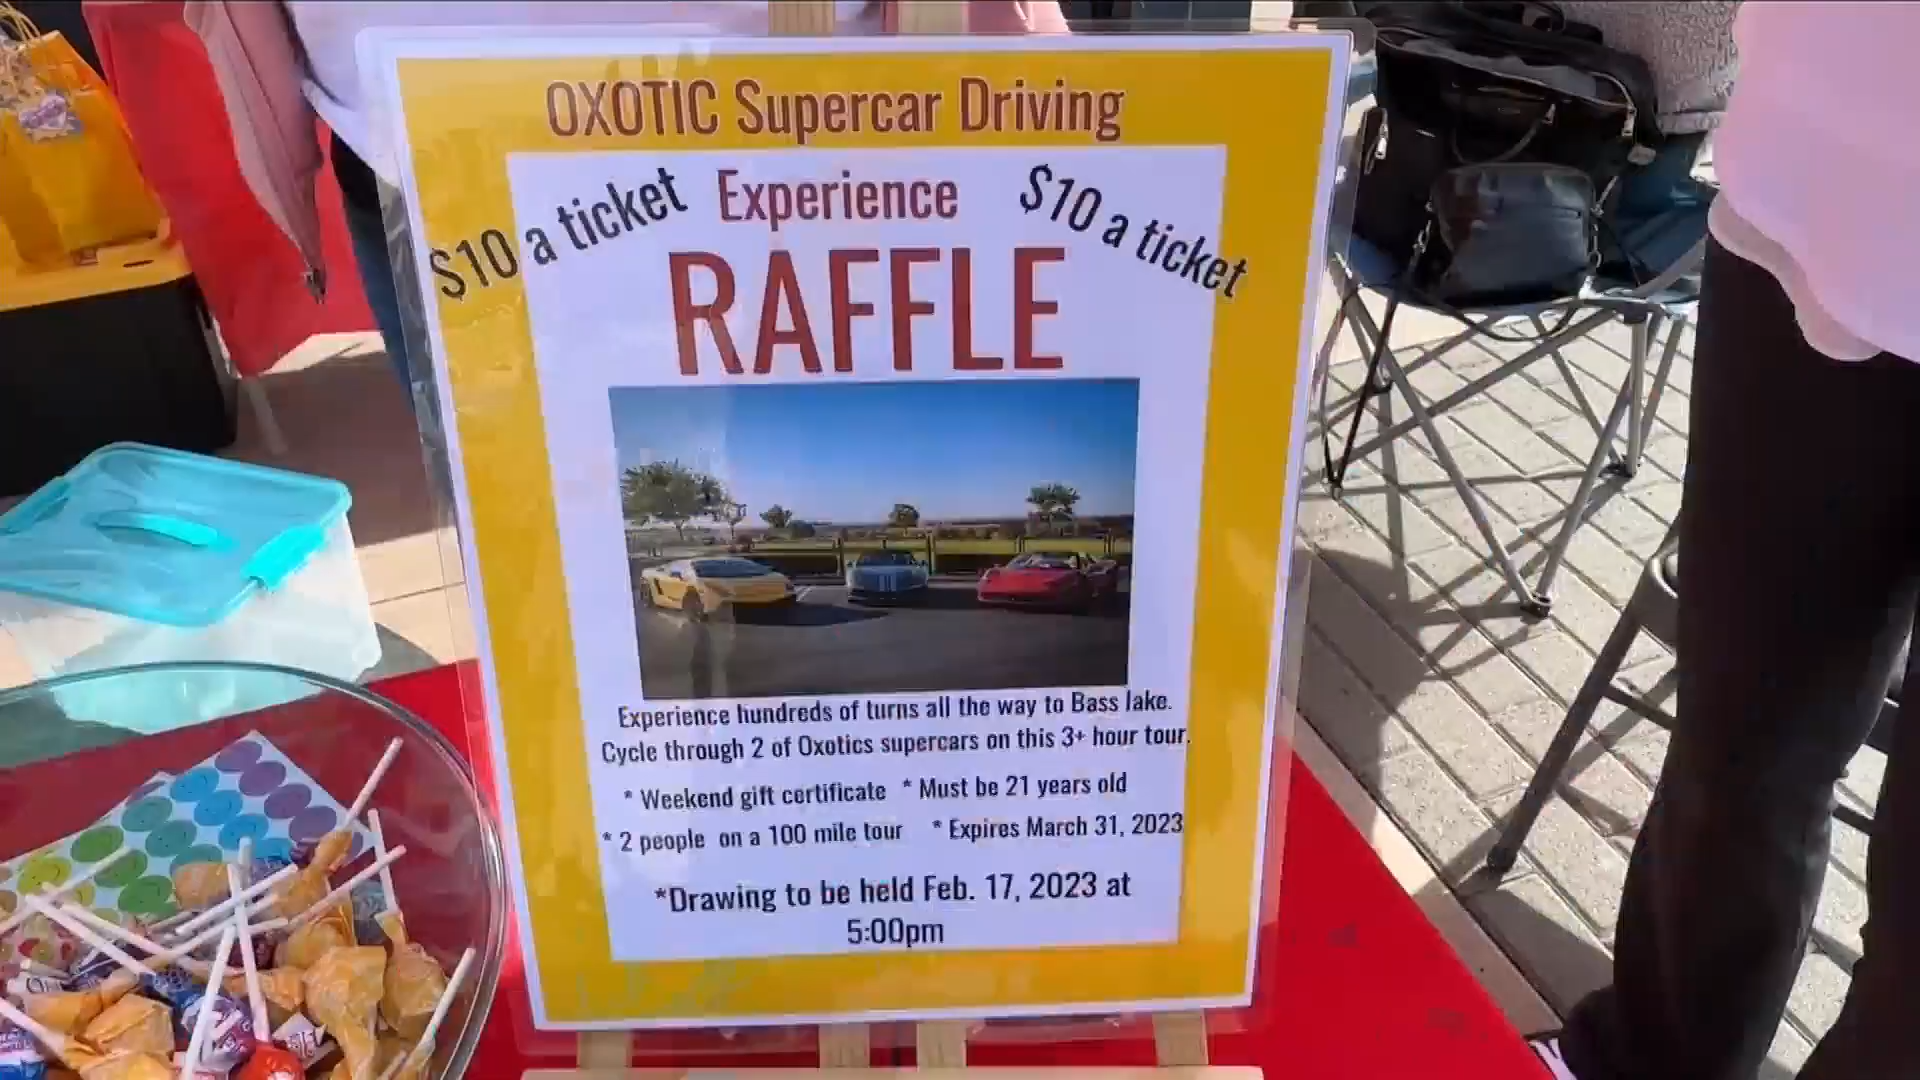 OXOTIC Supercar Driving
$10 a ticket Experience $10 a ticket
RAFFLE
Experience hundreds of turns all the way to Bass lake.
Cycle through 2 of Oxotics supercars on this 3+ hour tour.
* Weekend gift certificate * Must be 21 years old
* 2 people on a 100 mile tour * Expires March 31, 2023
*Drawing to be held Feb. 17, 2023 at
5:00pm